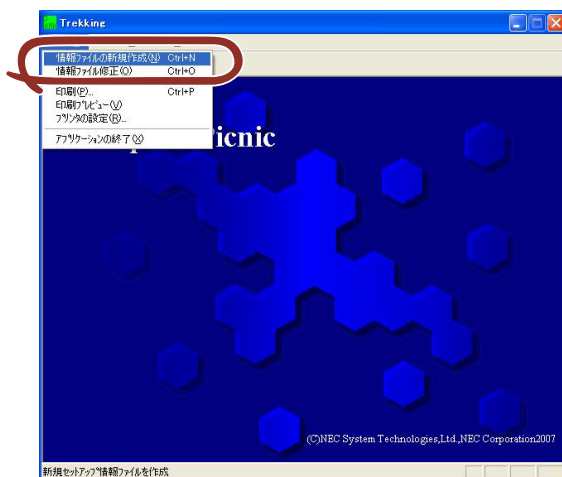 Trekking
情報ファイルの新規作成(N) Ctrl+N
情報ファイル修正(O) Ctrl+O
印刷(P)... Ctrl+P
印刷プレビュー(V)
プリンタの設定(R)...
アプリケーションの終了(X)
icnic
(C)NEC System Technologies,Ltd.,NEC Corporation2007
新規セットアップ情報ファイルを作成